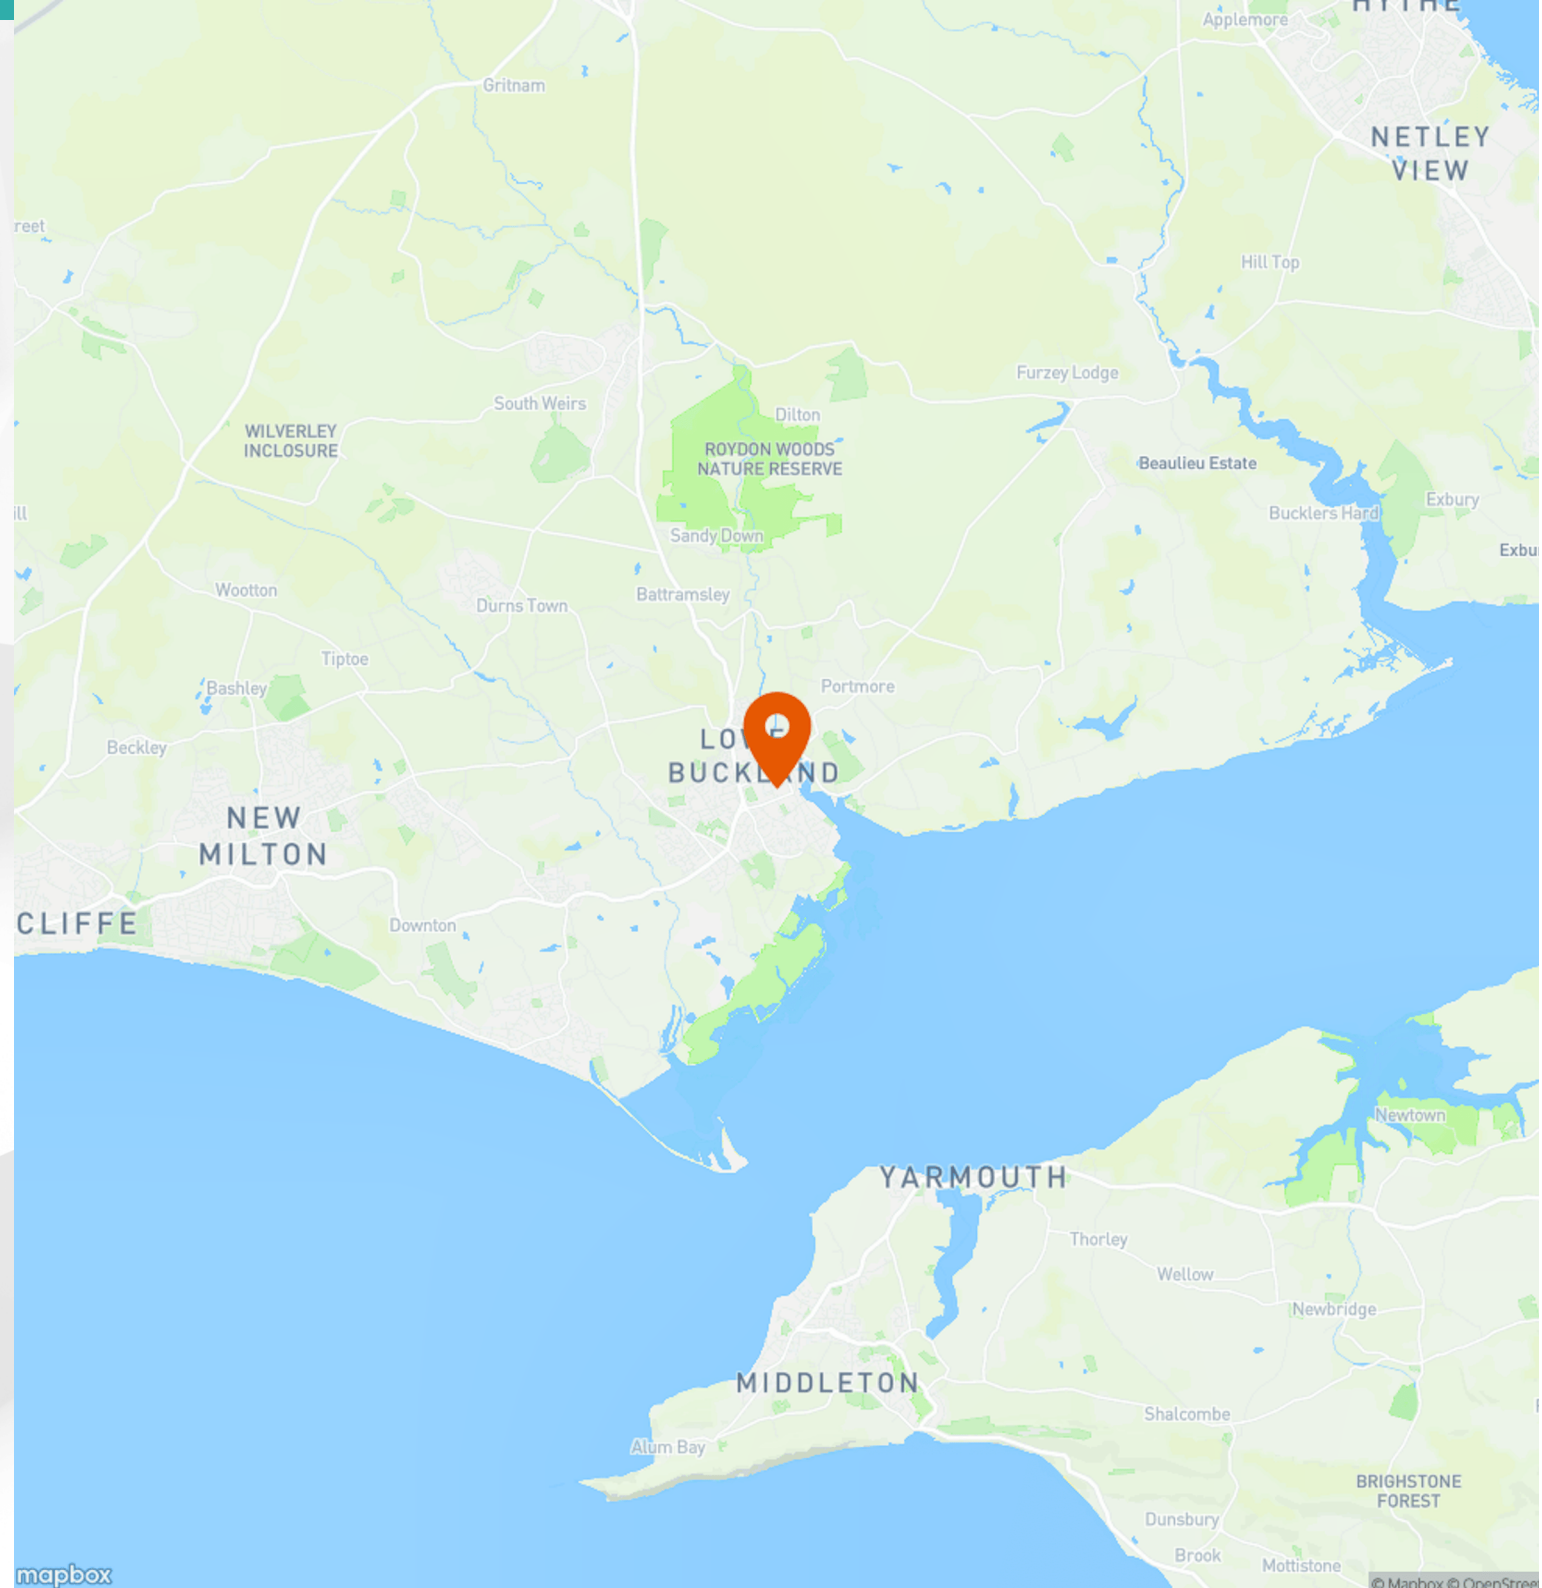 HYTHE
Applemore
Gritnam
NETLEY
VIEW
reet
Hill Top
Furzey Lodge
South Weirs
Dilton
WILVERLEY
INCLOSURE
ROYDON WOODS
NATURE RESERVE
Beaulieu Estate
Exbury
ill
Bucklers Hard
Sandy Down
Exbu
Wootton
Battramsley
Durns Town
Tiptoe
Bashley
Portmore
Beckley
BUCKLAND
NEW
MILTON
CLIFFE
Downton
Newtown
YARMOUTH
Thorley
Wellow
Newbridge
MIDDLETON
Shalcombe
Alum Bay
BRIGHSTONE
FOREST
Dunsbury
Brook
Mottistone
mapbox
© Mapbox © OpenStree